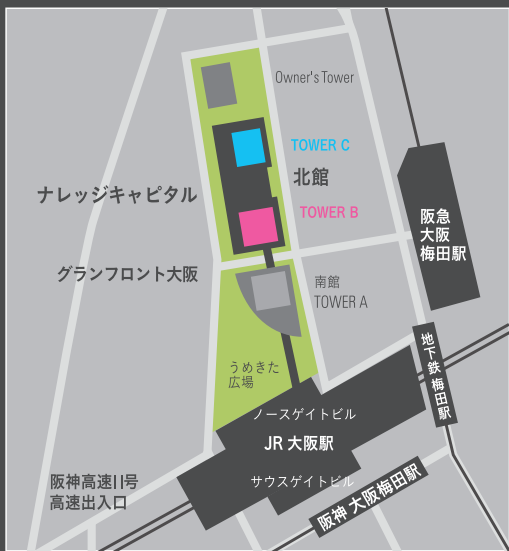 Owner's Tower
TOWER C
北館
ナレッジキャピタル
TOWER B
阪急
大阪
梅田駅
グランフロント大阪
南館
TOWER A
地下鉄 梅田駅
うめきた
広場
ノースゲイトビル
JR 大阪駅
サウスゲイトビル
阪神高速11号
高速出入口
阪神 大阪梅田駅